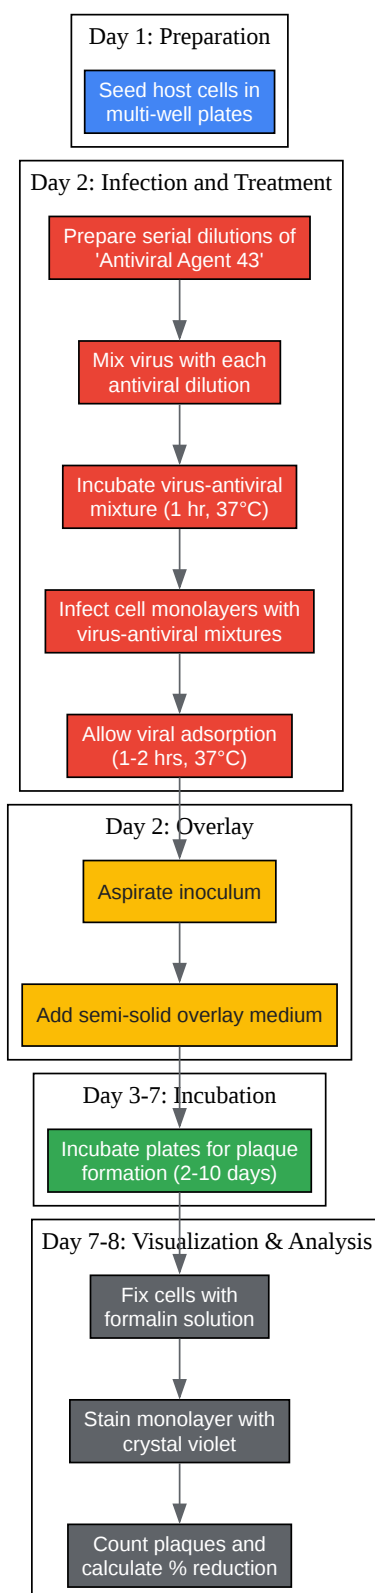 Day 1: Preparation
Seed host cells in
multi-well plates
Day 2: Infection and Treatment
Prepare serial dilutions of
'Antiviral Agent 43'
Mix virus with each
antiviral dilution
Incubate virus-antiviral
mixture (1 hr, 37°C)
Infect cell monolayers with
virus-antiviral mixtures
Allow viral adsorption
(1-2 hrs, 37°C)
Day 2: Overlay
Aspirate inoculum
Add semi-solid overlay medium
Day 3-7: Incubation
Incubate plates for plaque
formation (2-10 days)
Day 7-8: Visualization & Analysis
Fix cells with
formalin solution
Stain monolayer with
crystal violet
Count plaques and
calculate % reduction